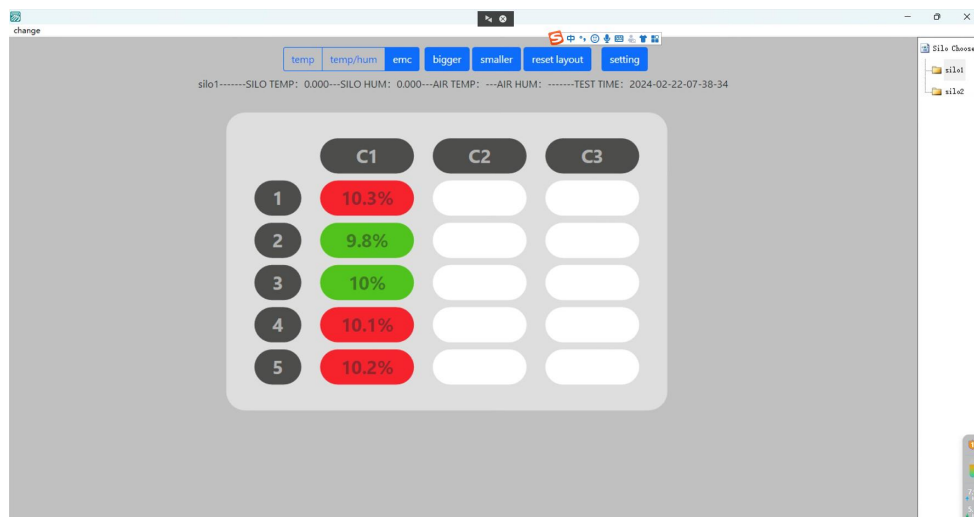 change
中
temp temp/hum emc bigger smaller reset layout setting
silo1-------SILO TEMP: 0.000---SILO HUM: 0.000---AIR TEMP: ---AIR HUM: -------TEST TIME: 2024-02-22-07-38-34
Silo Choose
silo1
silo2
C1 C2 C3
1 10.3%
2 9.8%
3 10%
4 10.1%
5 10.2%